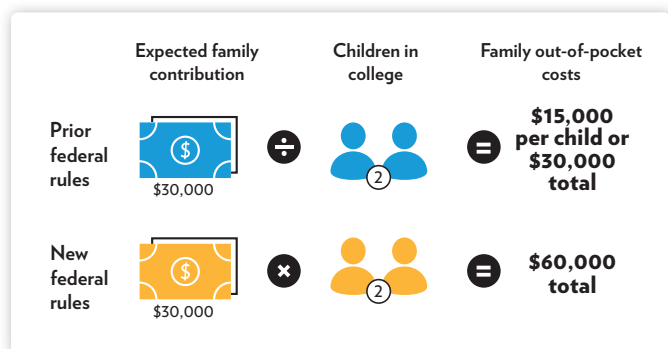 Expected family
contribution
Children in
college
Family out-of-pocket
costs
Prior
federal
rules
$
$30,000
÷
2
=
$15,000
per child or
$30,000
total
New
federal
rules
$
$30,000
×
2
=
$60,000
total